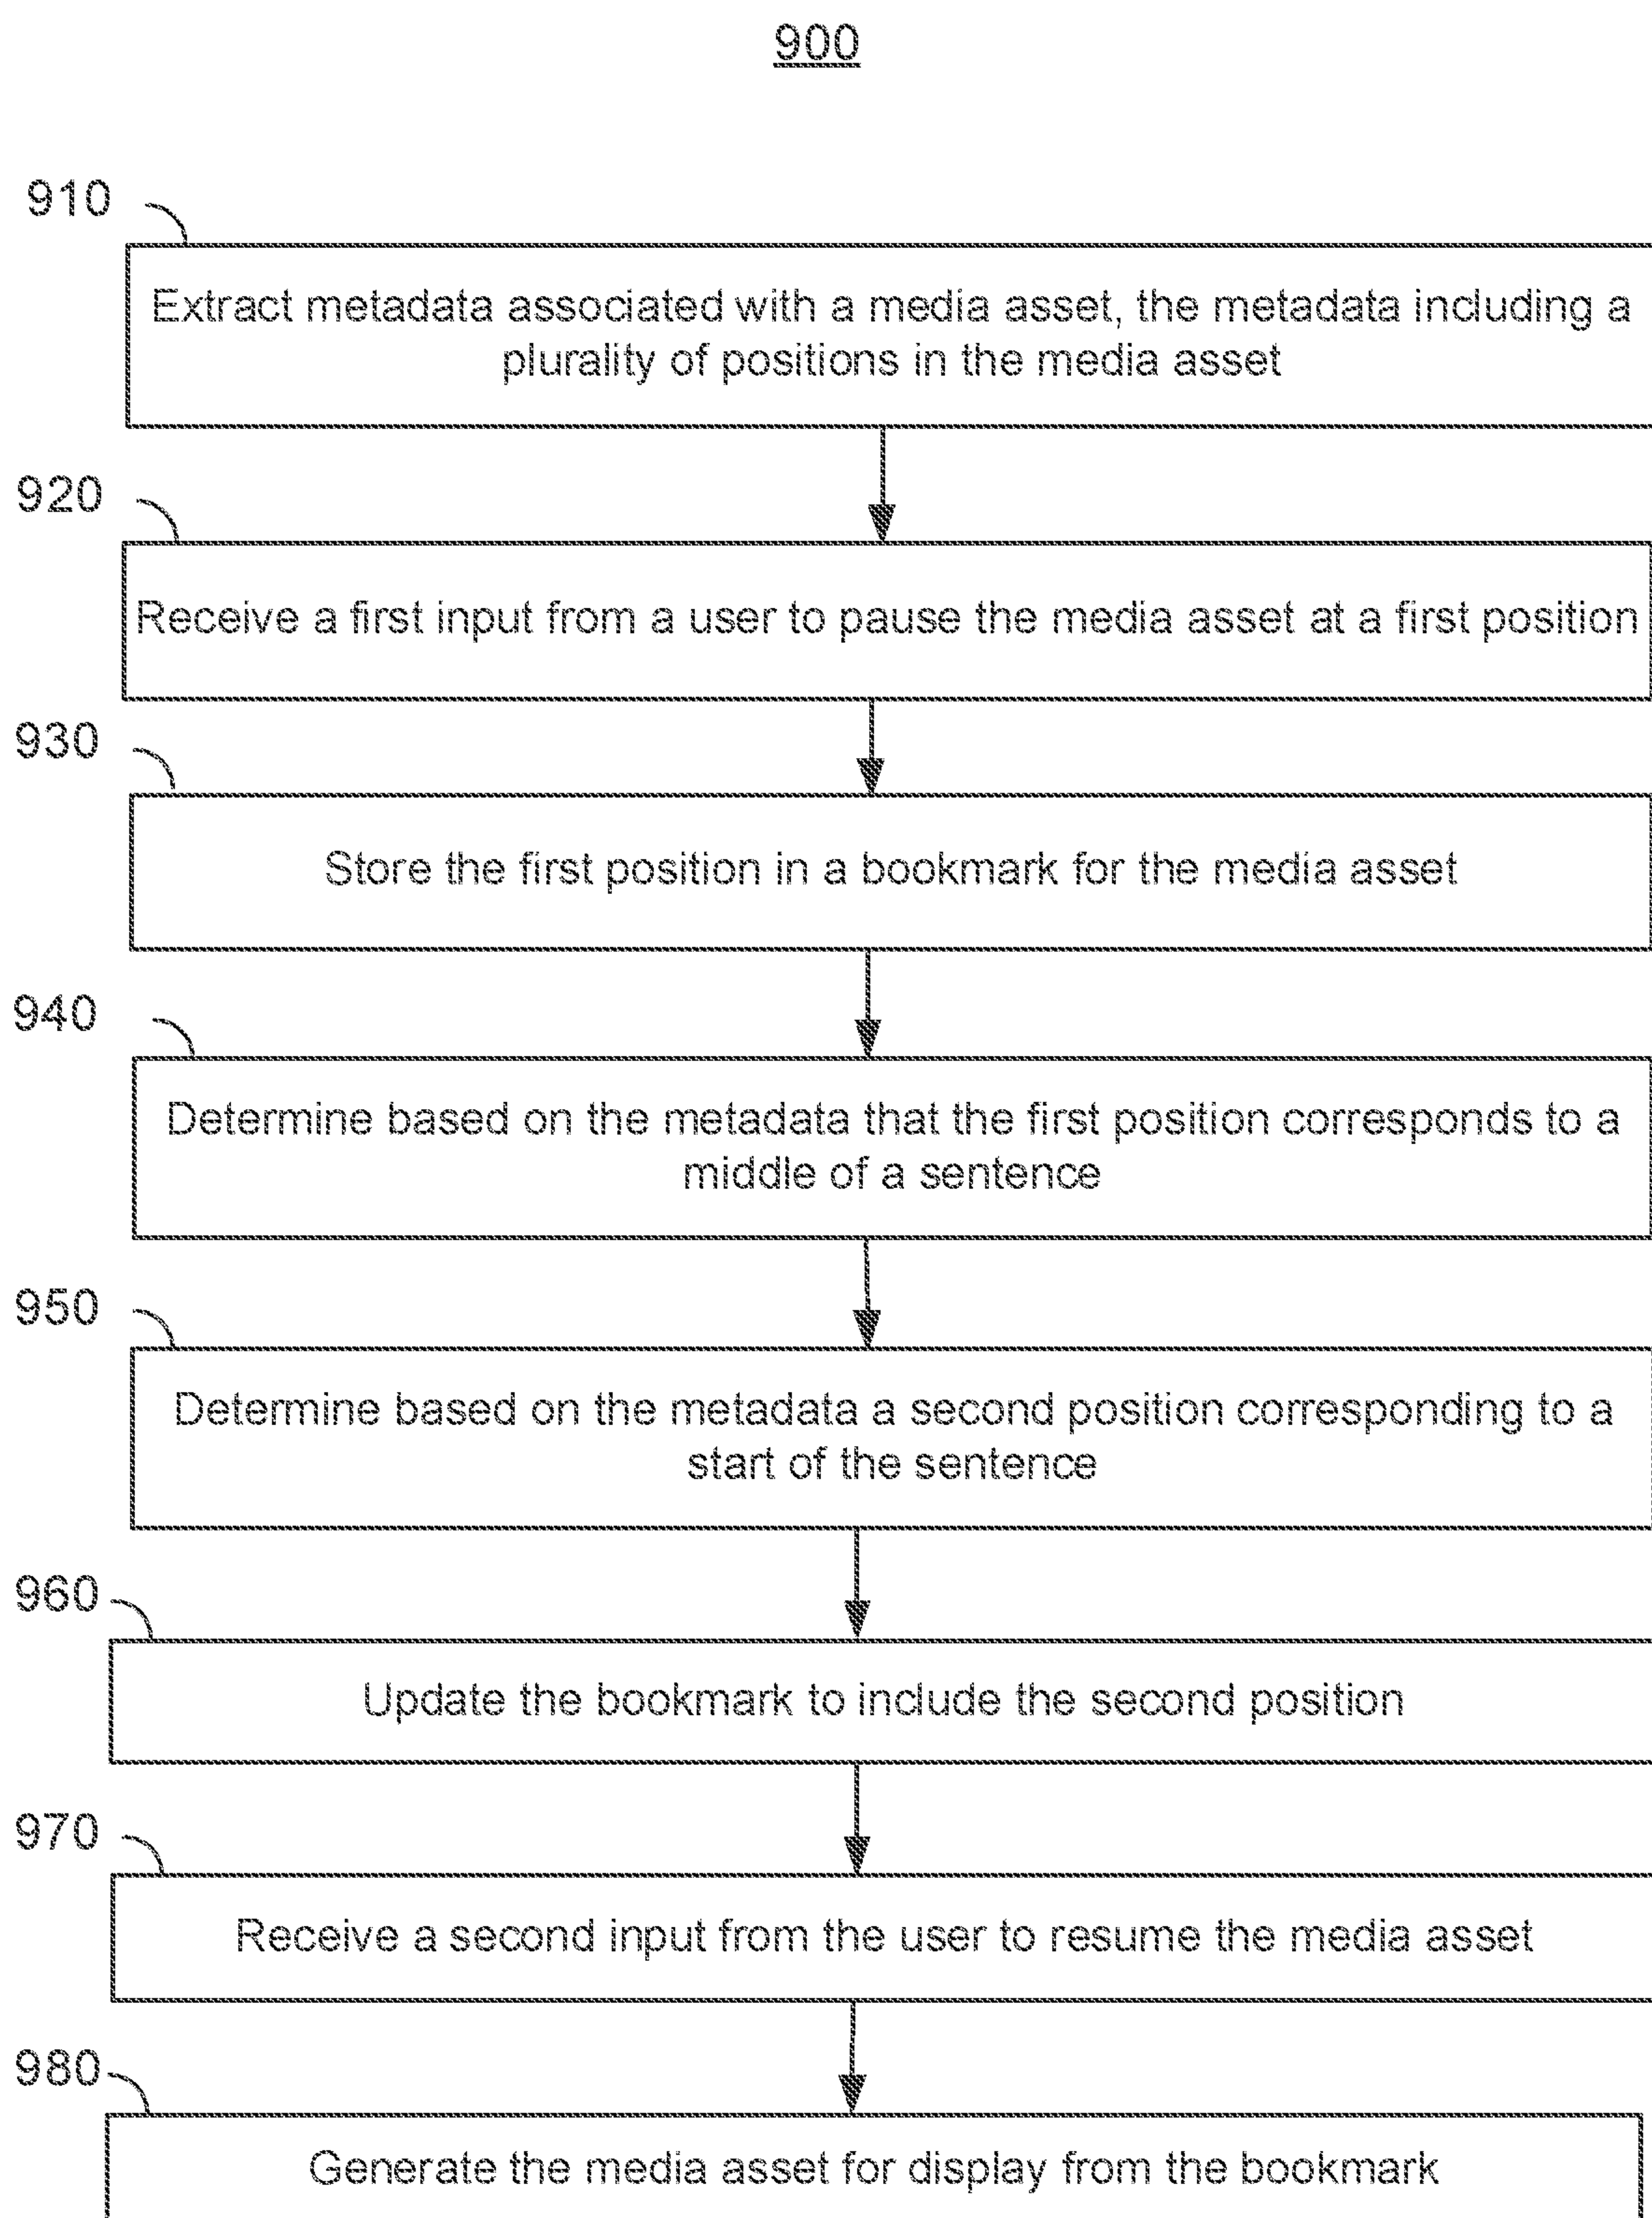 900
910
Extract metadata associated with a media asset, the metadata including a
plurality of positions in the media asset
920
Receive a first input from a user to pause the media asset at a first position
930
Store the first position in a bookmark for the media asset
940
Determine based on the metadata that the first position corresponds to a
middle of a sentence
950
Determine based on the metadata a second position corresponding to a
start of the sentence
960
Update the bookmark to include the second position
970
Receive a second input from the user to resume the media asset
980
Generate the media asset for display from the bookmark